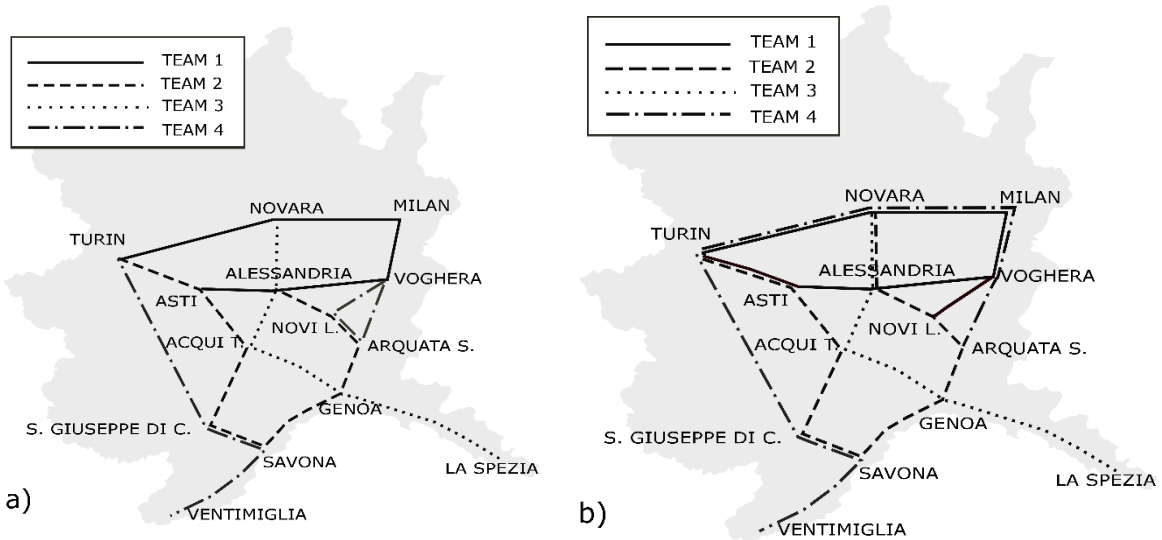 TEAM 1
TEAM 2
TEAM 3
TEAM 4
NOVARA
MILAN
TURIN
ALESSANDRIA
VOGHERA
ASTI
NOVI L.
ACQUI T.
ARQUATA S.
GENOA
S. GIUSEPPE DI C.
SAVONA
LA SPEZIA
a)
VENTIMIGLIA
TEAM 1
TEAM 2
TEAM 3
TEAM 4
NOVARA
MILAN
TURIN
ALESSANDRIA
VOGHERA
ASTI
NOVI L.
ACQUI T.
ARQUATA S.
GENOA
S. GIUSEPPE DI C.
SAVONA
LA SPEZIA
b)
VENTIMIGLIA